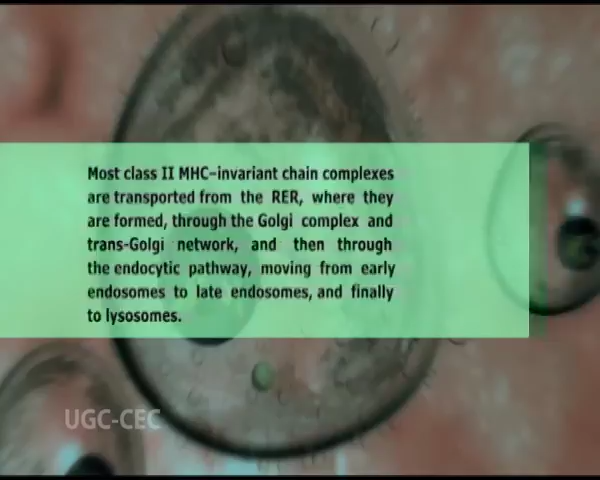 Most class II MHC-invariant chain complexes
are transported from the RER, where they
are formed, through the Golgi complex and
trans-Golgi network, and then through
the endocytic pathway, moving from early
endosomes to late endosomes, and finally
to lysosomes.
UGC-CEC